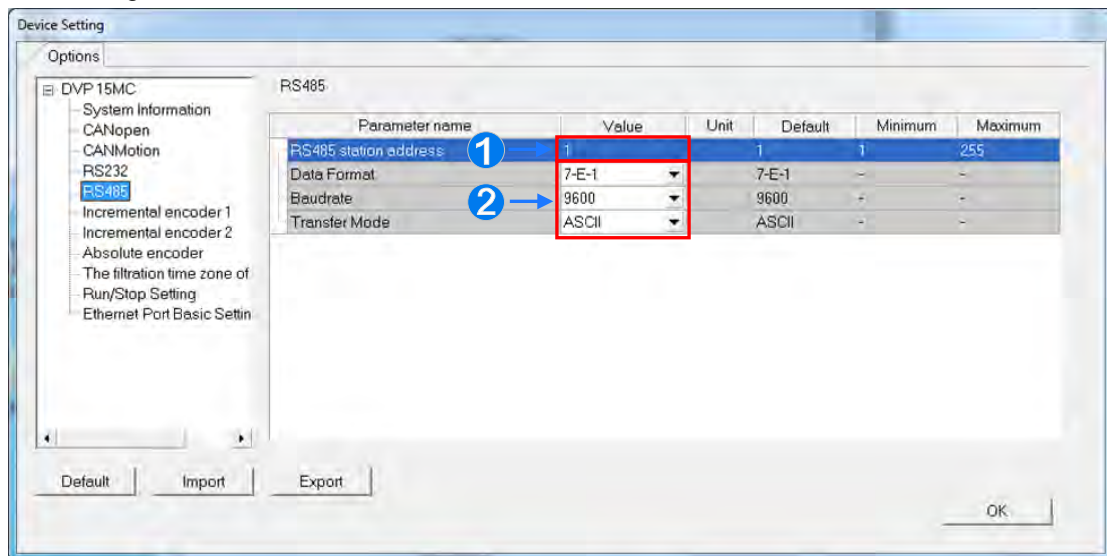 Device Setting
Options
DVP 15MC
System Information
CANopen
CANMotion
RS232
RS485
Incremental encoder 1
Incremental encoder 2
Absolute encoder
The filtration time zone of
Run/Stop Setting
Ethernet Port Basic Settin
RS485
Parameter name Value Unit Default Minimum Maximum
RS485 station address 1 1 1 1 255
Data Format 7-E-1 7-E-1 - -
Baudrate 2 9600 9600 - -
Transfer Mode ASCII ASCII - -
Default Import Export
OK